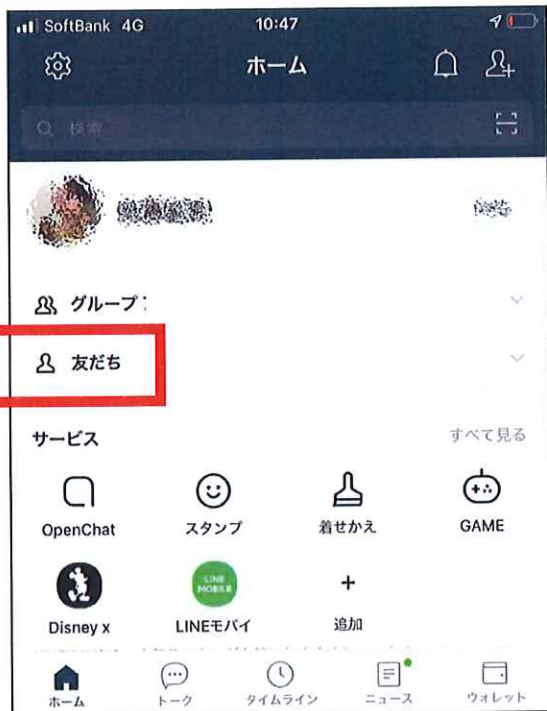 SoftBank 4G 10:47
ホーム
検索
グループ
友だち
サービス すべて見る
OpenChat スタンプ 着せかえ GAME
LINE
MOBILE
Disney x LINEモバイ 追加
ホーム トーク タイムライン ニュース ウォレット